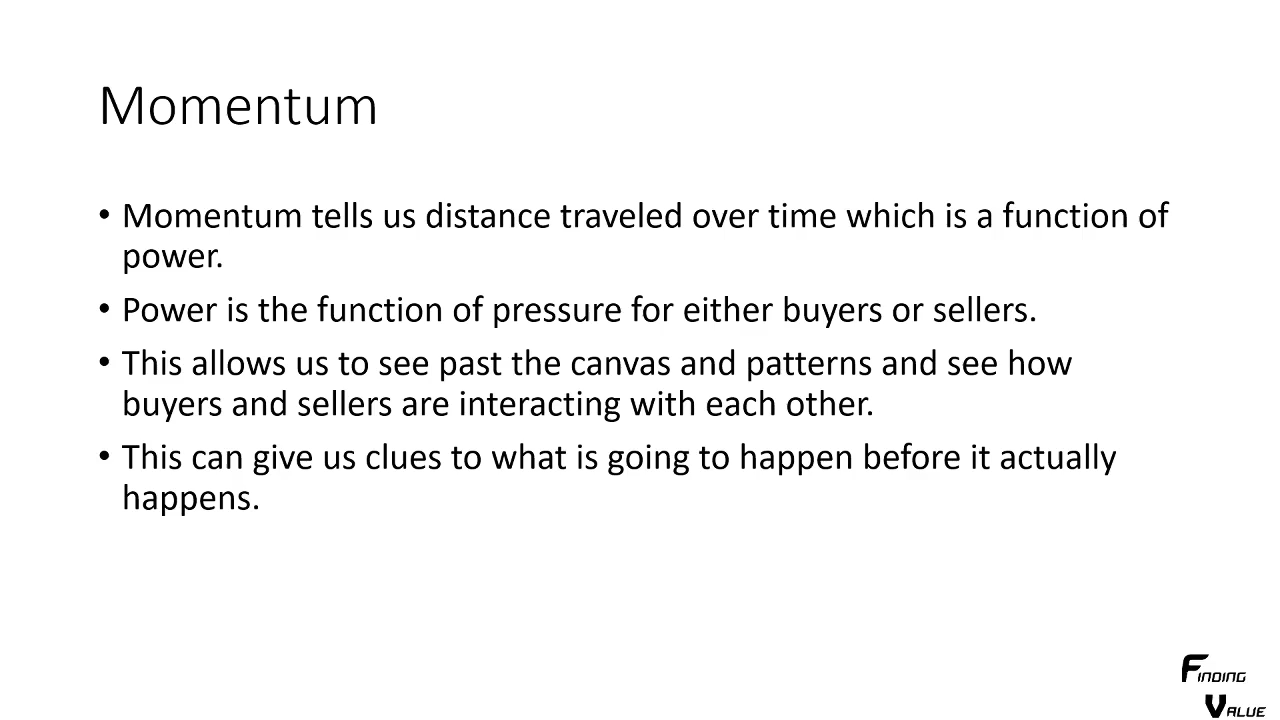 Momentum
• Momentum tells us distance traveled over time which is a function of
power.
• Power is the function of pressure for either buyers or sellers.
• This allows us to see past the canvas and patterns and see how
buyers and sellers are interacting with each other.
• This can give us clues to what is going to happen before it actually
happens.
Finding
Value